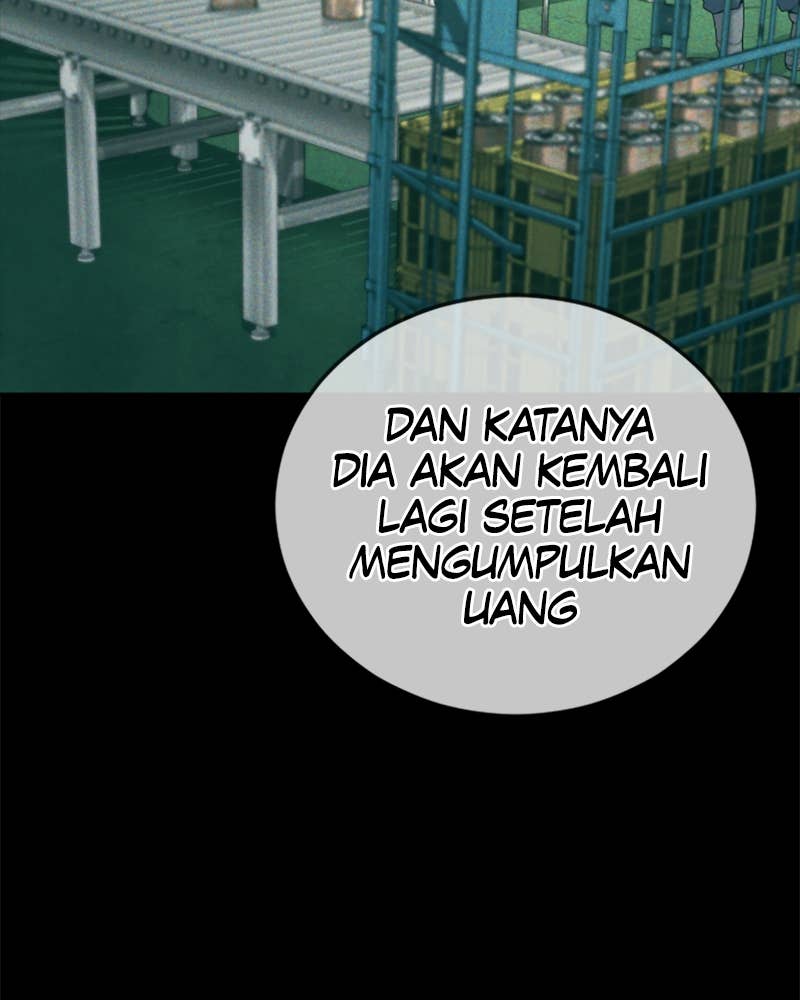 DAN KATANYA
DIA AKAN KEMBALI
LAGI SETELAH
MENGUMPULKAN
UANG